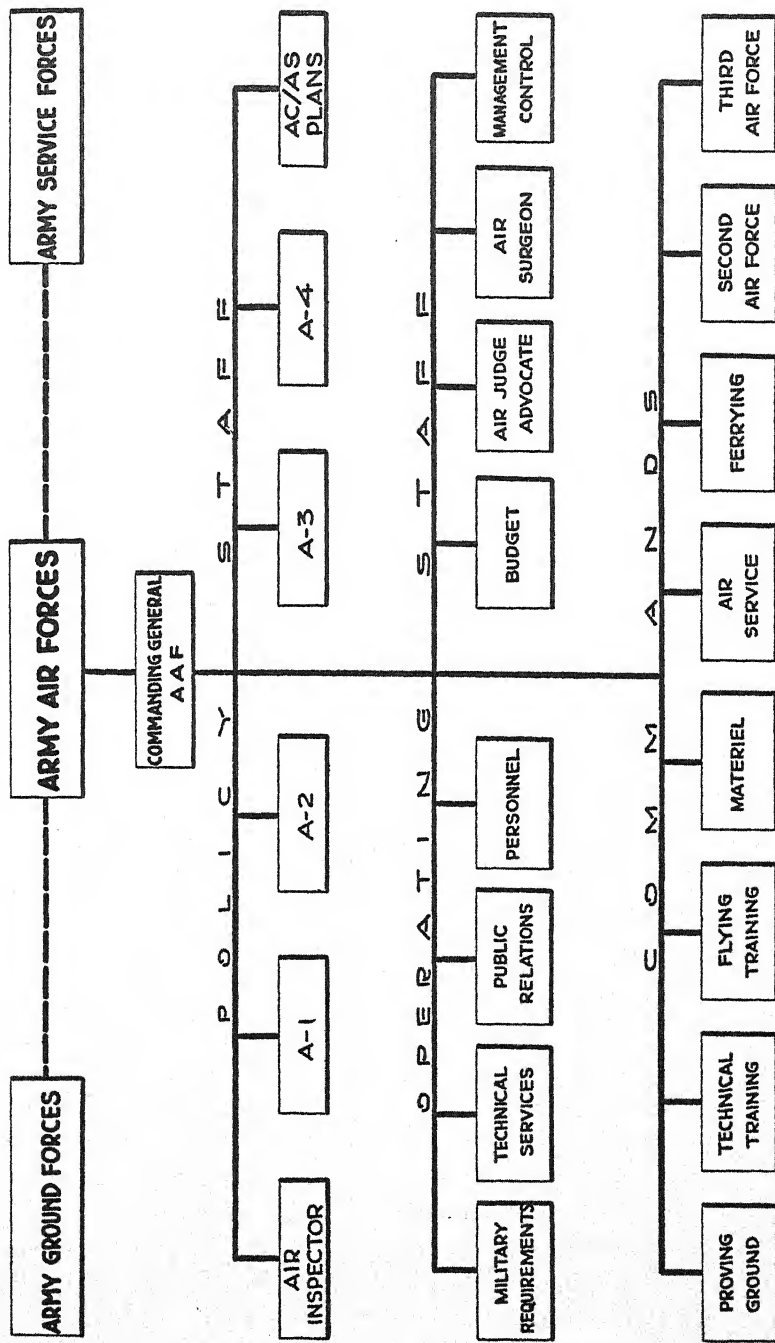 ARMY GROUND FORCES
ARMY AIR FORCES
ARMY SERVICE FORCES
COMMANDING GENERAL
AAF
POLICY STAFF
AIR
INSPECTOR
A-1
A-2
A-3
A-4
AC/AS
PLANS
OPERATING STAFF
MILITARY
REQUIREMENTS
TECHNICAL
SERVICES
PUBLIC
RELATIONS
PERSONNEL
BUDGET
AIR JUDGE
ADVOCATE
AIR
SURGEON
MANAGEMENT
CONTROL
COMMANDS
PROVING
GROUND
TECHNICAL
TRAINING
FLYING
TRAINING
MATERIEL
AIR
SERVICE
FERRYING
SECOND
AIR FORCE
THIRD
AIR FORCE